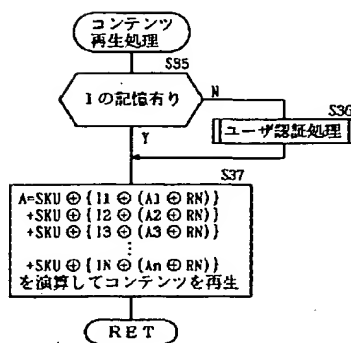 コンテンツ
再生処理
S35
Iの記憶有り
N
S36
Y
ユーザ認証処理
S37
A=SKU⊕{I1⊕(A1⊕RN)}
+SKU⊕{I2⊕(A2⊕RN)}
+SKU⊕{I3⊕(A3⊕RN)}
⋮
+SKU⊕{IN⊕(An⊕RN)}
を演算してコンテンツを再生
RET